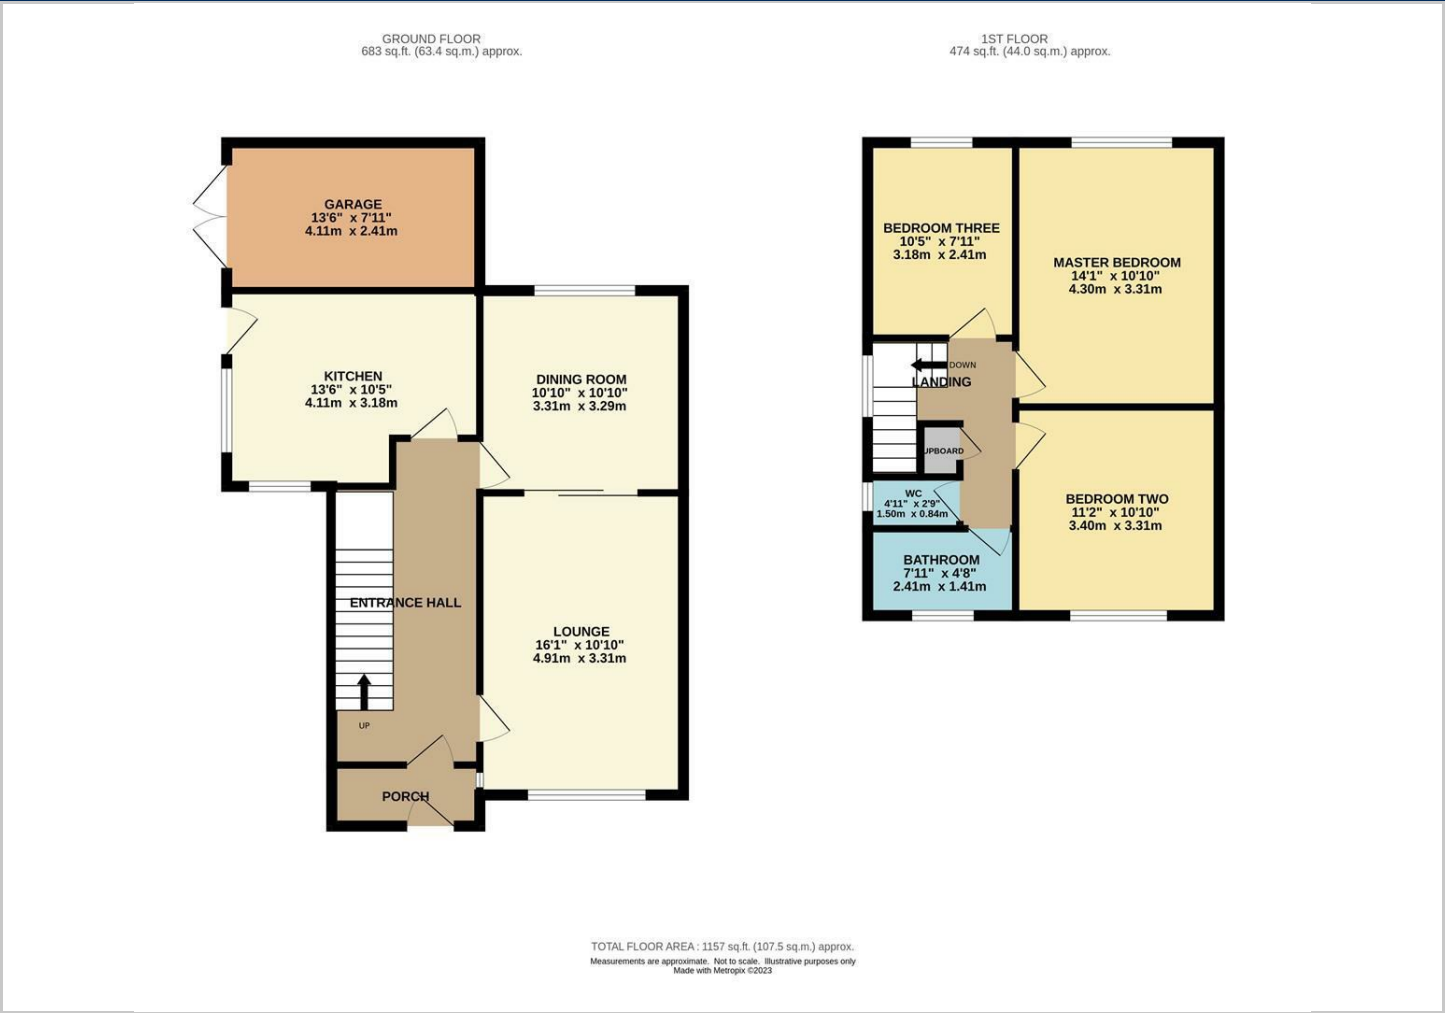 GROUND FLOOR
683 sq.ft. (63.4 sq.m.) approx.
1ST FLOOR
474 sq.ft. (44.0 sq.m.) approx.
GARAGE
13'6" x 7'11"
4.11m x 2.41m
KITCHEN
13'6" x 10'5"
4.11m x 3.18m
DINING ROOM
10'10" x 10'10"
3.31m x 3.29m
ENTRANCE HALL
LOUNGE
16'1" x 10'10"
4.91m x 3.31m
UP
PORCH
BEDROOM THREE
10'5" x 7'11"
3.18m x 2.41m
MASTER BEDROOM
14'1" x 10'10"
4.30m x 3.31m
DOWN
LANDING
UPBOARD
WC
4'11" x 2'9"
1.50m x 0.84m
BEDROOM TWO
11'2" x 10'10"
3.40m x 3.31m
BATHROOM
7'11" x 4'8"
2.41m x 1.41m
TOTAL FLOOR AREA : 1157 sq.ft. (107.5 sq.m.) approx.
Measurements are approximate. Not to scale. Illustrative purposes only
Made with Metropix ©2023